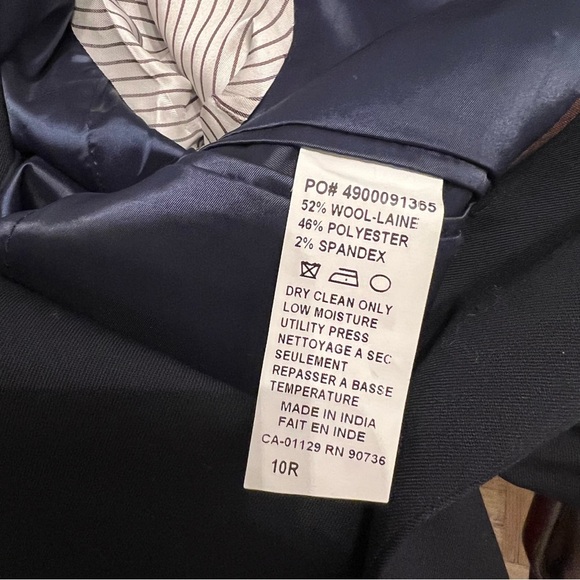 PO# 4900091365
52% WOOL-LAINE
46% POLYESTER
2% SPANDEX
DRY CLEAN ONLY
LOW MOISTURE
UTILITY PRESS
NETTOYAGE A SEC
SEULEMENT
REPASSER A BASSE
TEMPERATURE
MADE IN INDIA
FAIT EN INDE
CA-01129 RN 90736
10R